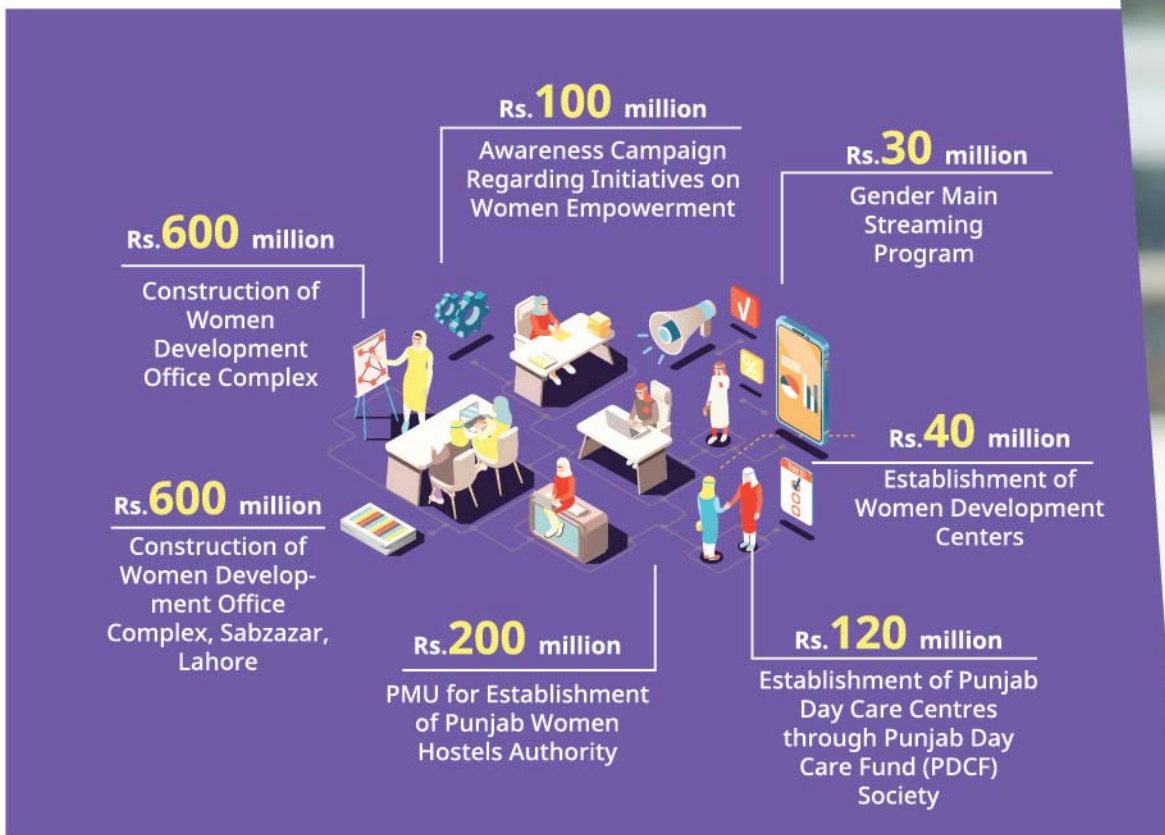 Rs.100 million
Awareness Campaign
Regarding Initiatives on
Women Empowerment
Rs.30 million
Gender Main
Streaming
Program
Rs.600 million
Construction of
Women
Development
Office Complex
Rs.40 million
Establishment of
Women Development
Centers
Rs.600 million
Construction of
Women Develop-
ment Office
Complex, Sabzazar,
Lahore
Rs.200 million
PMU for Establishment
of Punjab Women
Hostels Authority
Rs.120 million
Establishment of Punjab
Day Care Centres
through Punjab Day
Care Fund (PDCF)
Society